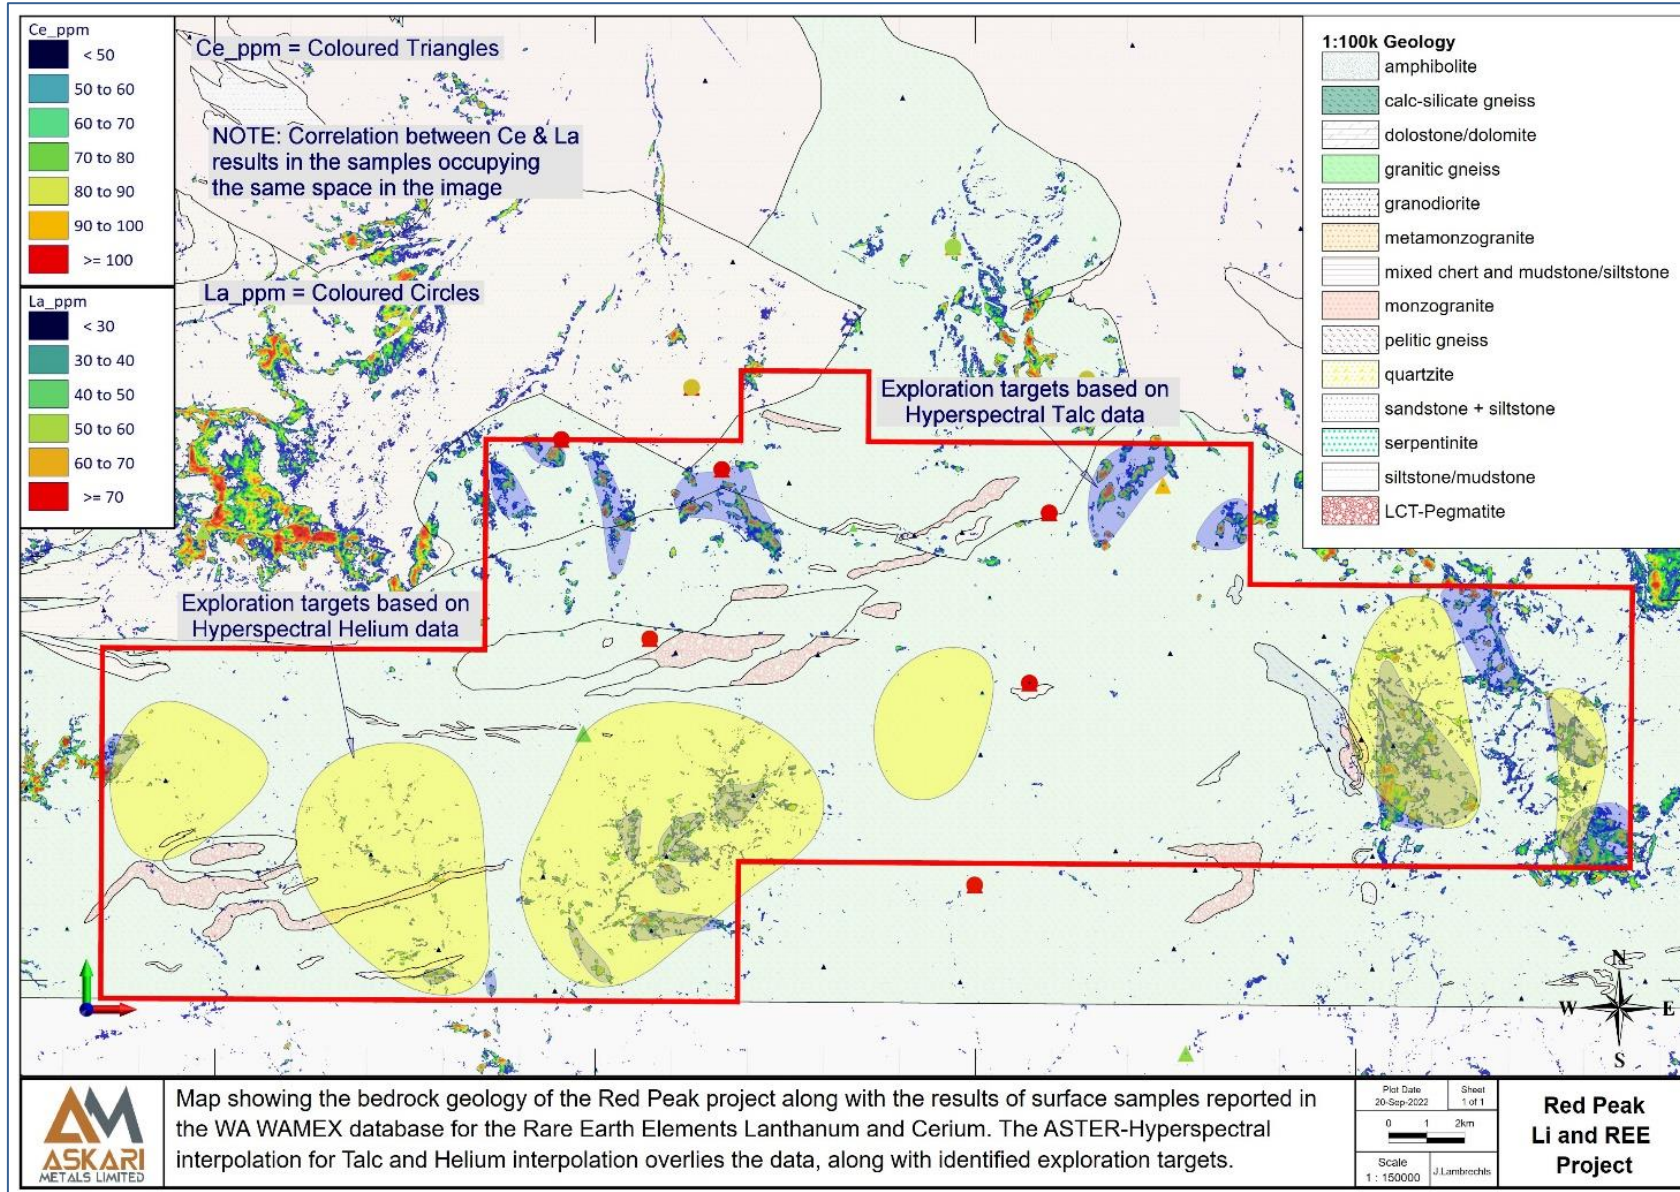 Ce_ppm
< 50
50 to 60
60 to 70
70 to 80
80 to 90
90 to 100
>= 100
La_ppm
< 30
30 to 40
40 to 50
50 to 60
60 to 70
>= 70
Ce_ppm = Coloured Triangles
NOTE: Correlation between Ce & La
results in the samples occupying
the same space in the image
La_ppm = Coloured Circles
Exploration targets based on
Hyperspectral Talc data
Exploration targets based on
Hyperspectral Helium data
1:100k Geology
amphibolite
calc-silicate gneiss
dolostone/dolomite
granitic gneiss
granodiorite
metamonzogranite
mixed chert and mudstone/siltstone
monzogranite
pelitic gneiss
quartzite
sandstone + siltstone
serpentinite
siltstone/mudstone
LCT-Pegmatite
N
W E
S
AM
ASKARI
METALS LIMITED
Map showing the bedrock geology of the Red Peak project along with the results of surface samples reported in
the WA WAMEX database for the Rare Earth Elements Lanthanum and Cerium. The ASTER-Hyperspectral
interpolation for Talc and Helium interpolation overlies the data, along with identified exploration targets.
Plot Date
20-Sep-2022
Sheet
1 of 1
0 1 2km
Scale
1 : 150000
J.Lambrechts
Red Peak
Li and REE
Project